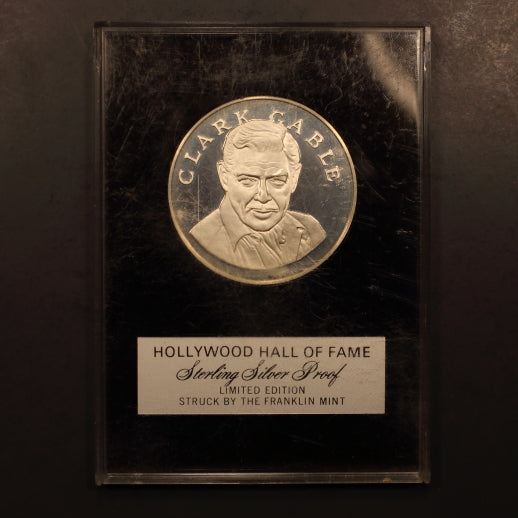 CLARK GABLE
HOLLYWOOD HALL OF FAME
Sterling Silver Proof
LIMITED EDITION
STRUCK BY THE FRANKLIN MINT